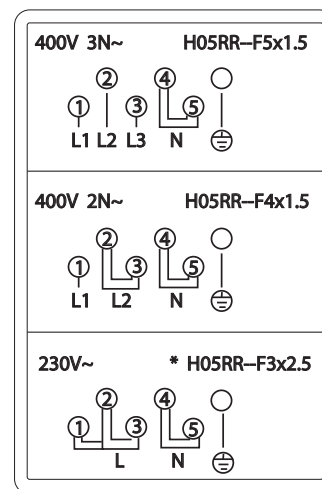 400V 3N~ H05RR--F5x1.5
2 4
1 3 5
L1 L2 L3 N
400V 2N~ H05RR--F4x1.5
2 4
1 3 5
L1 L2 N
230V~ * H05RR--F3x2.5
2 4
1 3 5
L N